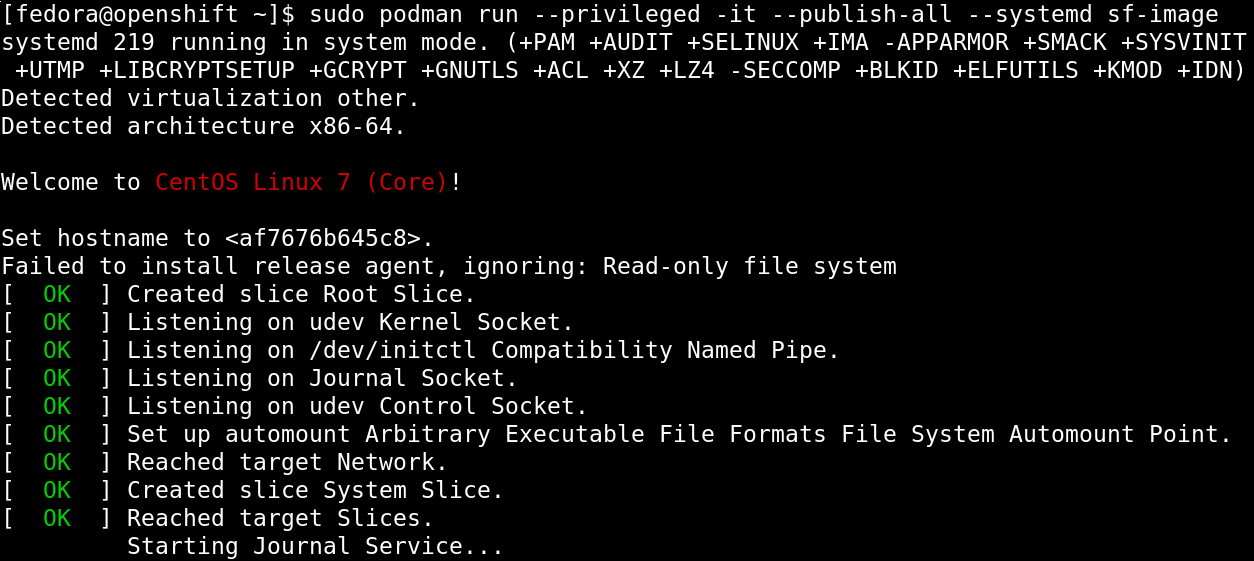 [fedora@openshift ~]$ sudo podman run --privileged -it --publish-all --systemd sf-image
systemd 219 running in system mode. (+PAM +AUDIT +SELINUX +IMA -APPARMOR +SMACK +SYSVINIT
 +UTMP +LIBCRYPTSETUP +GCRYPT +GNUTLS +ACL +XZ +LZ4 -SECCOMP +BLKID +ELFUTILS +KMOD +IDN)
Detected virtualization other.
Detected architecture x86-64.
Welcome to CentOS Linux 7 (Core)!
Set hostname to <af7676b645c8>.
Failed to install release agent, ignoring: Read-only file system
[  OK  ] Created slice Root Slice.
[  OK  ] Listening on udev Kernel Socket.
[  OK  ] Listening on /dev/initctl Compatibility Named Pipe.
[  OK  ] Listening on Journal Socket.
[  OK  ] Listening on udev Control Socket.
[  OK  ] Set up automount Arbitrary Executable File Formats File System Automount Point.
[  OK  ] Reached target Network.
[  OK  ] Created slice System Slice.
[  OK  ] Reached target Slices.
         Starting Journal Service...